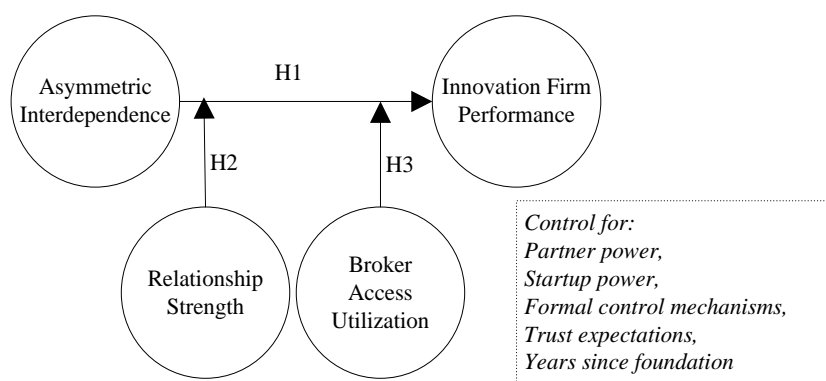 Asymmetric
Interdependence
H1
Innovation Firm
Performance
H2
H3
Relationship
Strength
Broker
Access
Utilization
Control for:
Partner power,
Startup power,
Formal control mechanisms,
Trust expectations,
Years since foundation